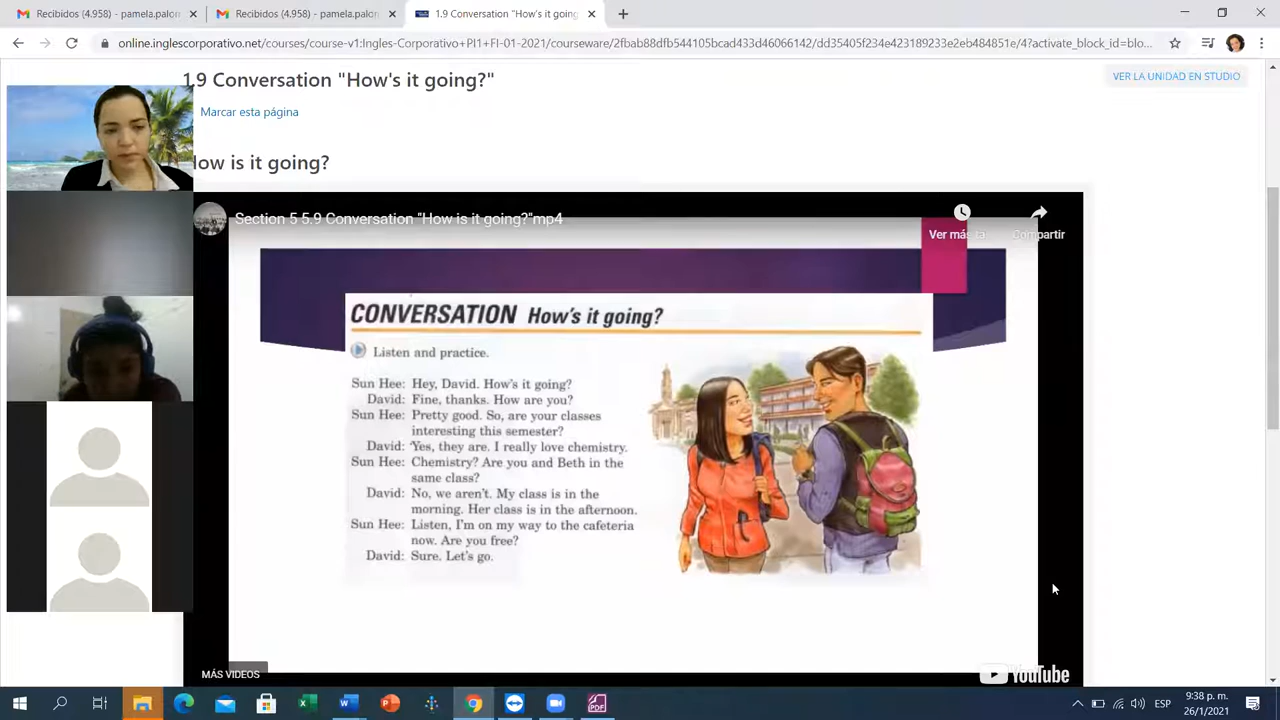 Recibidos (4.958) - pamela.palon
Recibidos (4.958) - pamela.palon
1.9 Conversation "How's it going
online.inglescorporativo.net/courses/course-v1:Ingles-Corporativo+PI1+FI-01-2021/courseware/2fbab88dfb544105bcad433d46066142/dd35405f234e423189233e2eb484851e/4?activate_block_id=blo...
1.9 Conversation "How's it going?"
VER LA UNIDAD EN STUDIO
Marcar esta página
ow is it going?
Section 5 5.9 Conversation "How is it going?"mp4
Ver más ta
Compartir
CONVERSATION How's it going?
Listen and practice.
Sun Hee: Hey, David. How's it going?
David: Fine, thanks. How are you?
Sun Hee: Pretty good. So, are your classes
interesting this semester?
David: Yes, they are. I really love chemistry.
Sun Hee: Chemistry? Are you and Beth in the
same class?
David: No, we aren't. My class is in the
morning. Her class is in the afternoon.
Sun Hee: Listen, I'm on my way to the cafeteria
now. Are you free?
David: Sure. Let's go.
MÁS VIDEOS
YouTube
ESP
9:38 p. m.
26/1/2021